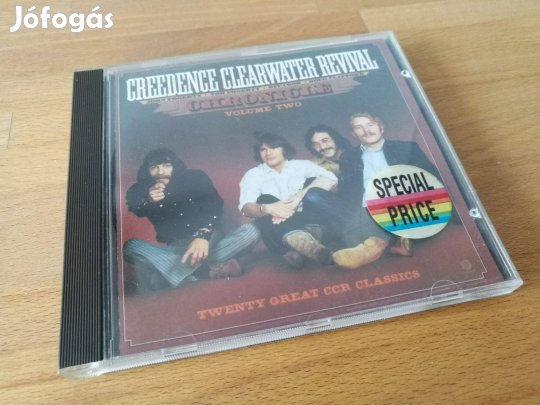 Jófogás
CREEDENCE CLEARWATER REVIVAL
CHRONICLE
VOLUME TWO
SPECIAL
PRICE
TWENTY GREAT CCR CLASSICS